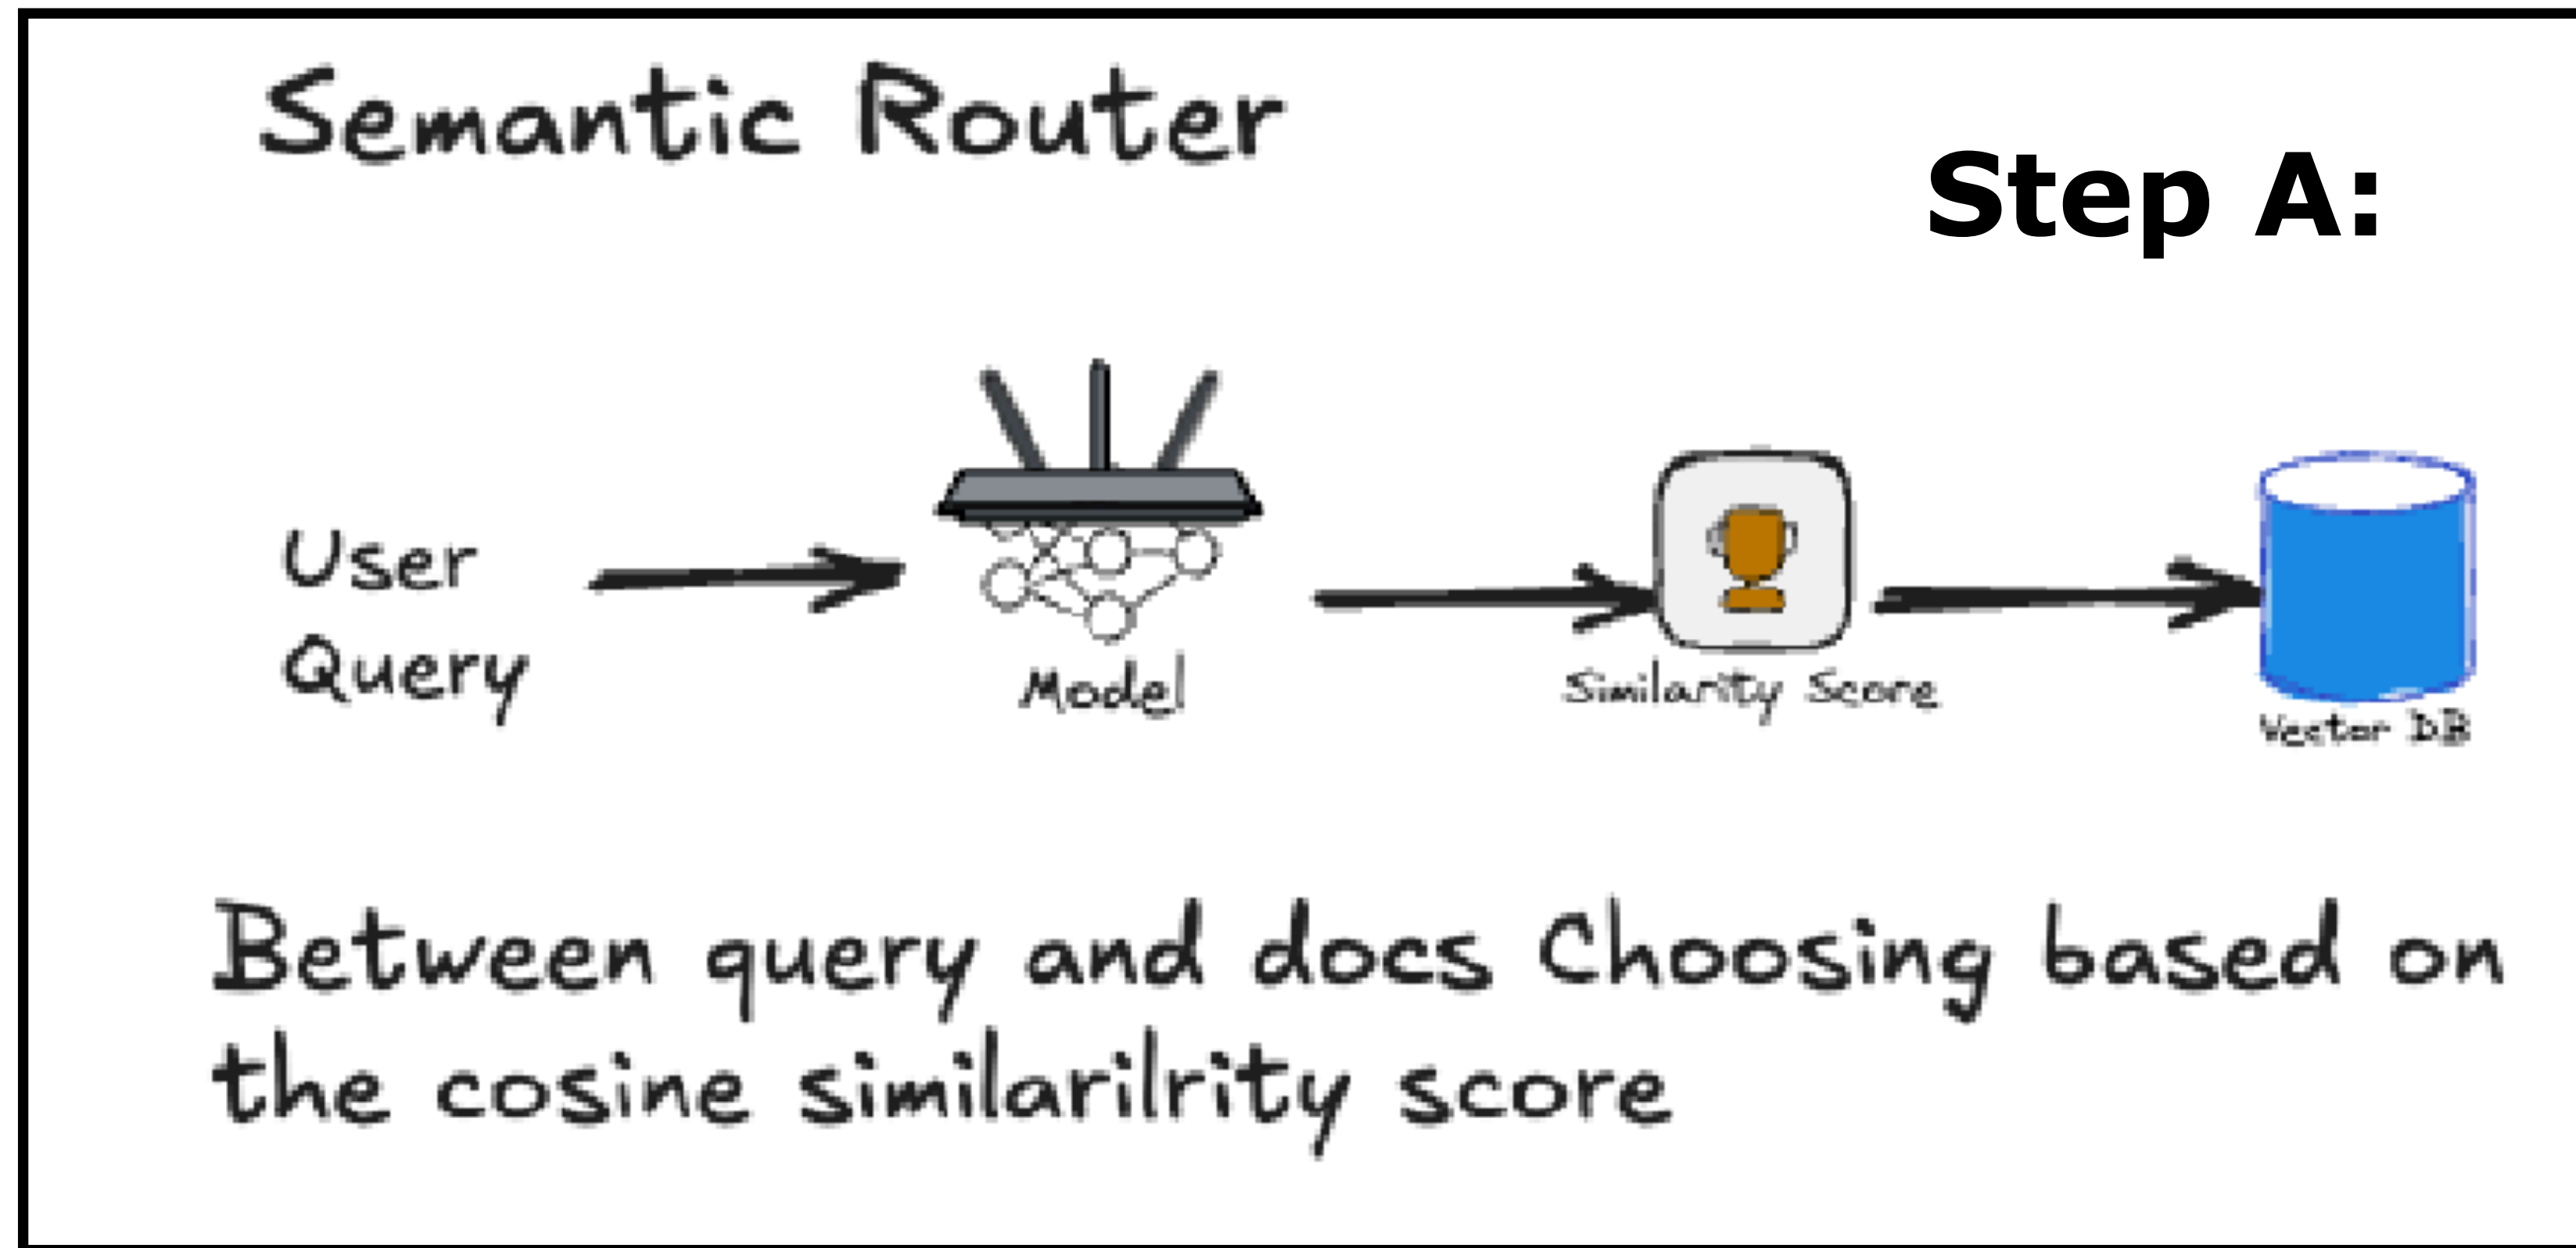 Semantic Router
Step A:
User
Query
Model
Similarity Score
Vector DB
Between query and docs Choosing based on
the cosine similarilrity score